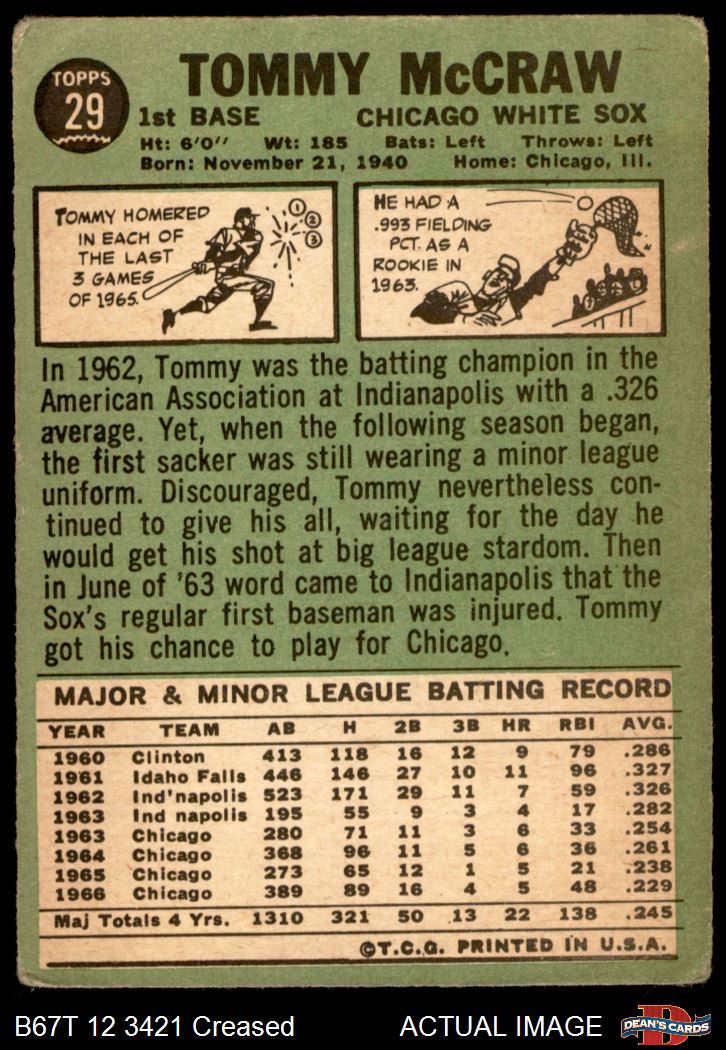 TOPPS
29
TOMMY McCRAW
1st BASE CHICAGO WHITE SOX
Ht: 6'0" Wt: 185 Bats: Left Throws: Left
Born: November 21, 1940 Home: Chicago, Ill.
TOMMY HOMERED
IN EACH OF
THE LAST
3 GAMES
OF 1965.
1
2
3
HE HAD A
.993 FIELDING
PCT. AS A
ROOKIE IN
1963.
In 1962, Tommy was the batting champion in the
American Association at Indianapolis with a .326
average. Yet, when the following season began,
the first sacker was still wearing a minor league
uniform. Discouraged, Tommy nevertheless con-
tinued to give his all, waiting for the day he
would get his shot at big league stardom. Then
in June of '63 word came to Indianapolis that the
Sox's regular first baseman was injured. Tommy
got his chance to play for Chicago.
MAJOR & MINOR LEAGUE BATTING RECORD
YEAR TEAM AB H 2B 3B HR RBI AVG.
1960 Clinton 413 118 16 12 9 79 .286
1961 Idaho Falls 446 146 27 10 11 96 .327
1962 Ind'napolis 523 171 29 11 7 59 .326
1963 Ind napolis 195 55 9 3 4 17 .282
1963 Chicago 280 71 11 3 6 33 .254
1964 Chicago 368 96 11 5 6 36 .261
1965 Chicago 273 65 12 1 5 21 .238
1966 Chicago 389 89 16 4 5 48 .229
Maj Totals 4 Yrs. 1310 321 50 13 22 138 .245
©T.C.G. PRINTED IN U.S.A.
B67T 12 3421 Creased ACTUAL IMAGE
DEAN'S CARDS